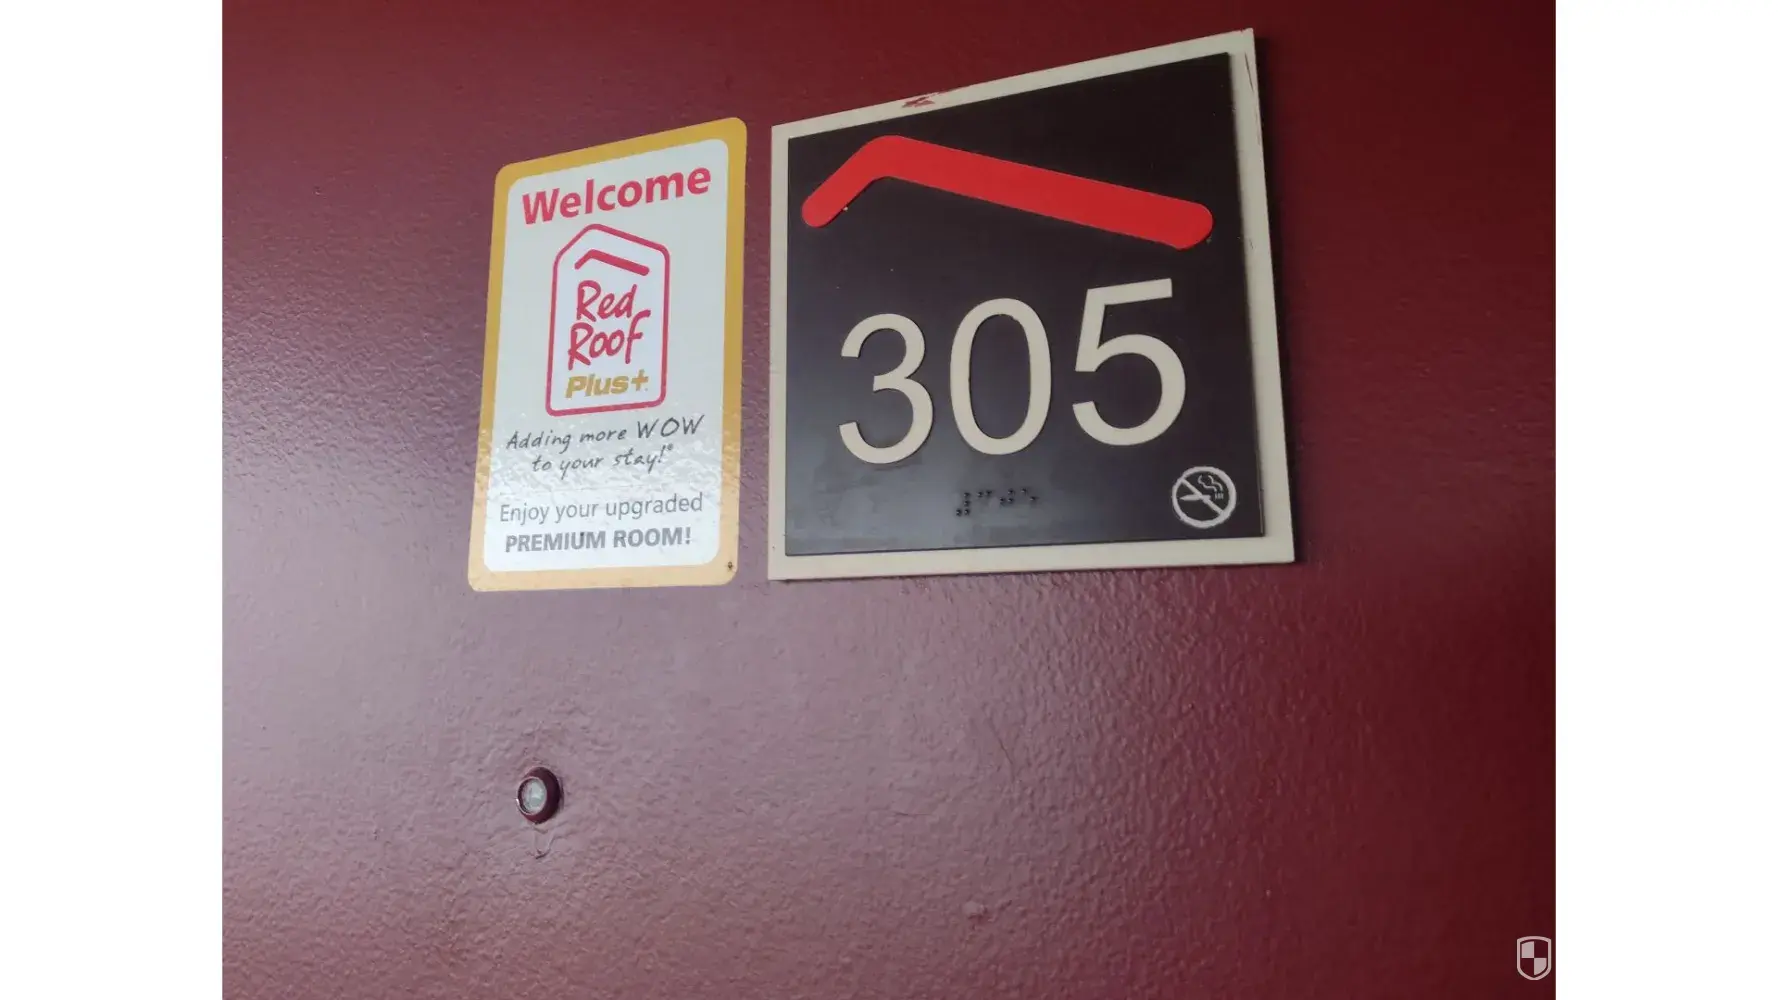 Welcome
Red
Roof
Plus+
Adding more WOW
to your stay!®
Enjoy your upgraded
PREMIUM ROOM!
305